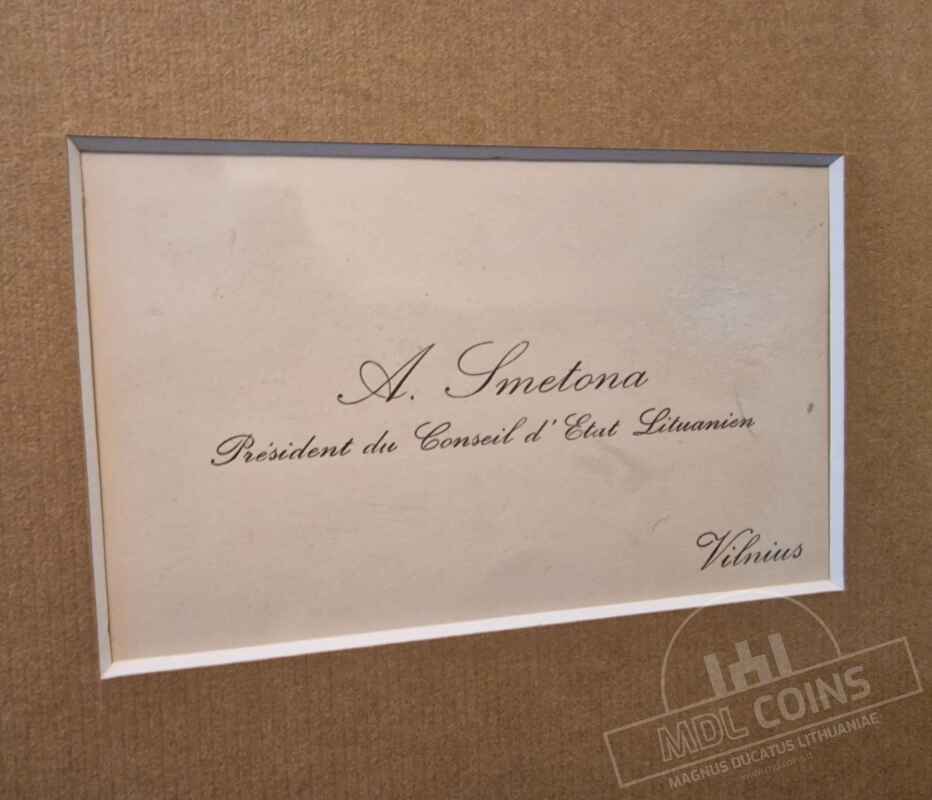 A. Smetona
Président du Conseil d'Etat Lituanien
Vilnius
MDL COINS
MAGNUS DUCATUS LITHUANIAE